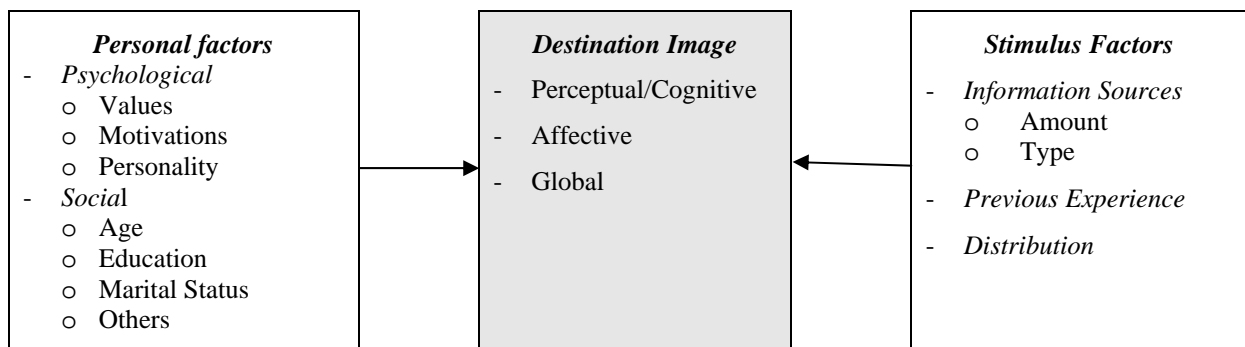 Personal factors
- Psychological
o Values
o Motivations
o Personality
- Social
o Age
o Education
o Marital Status
o Others
Destination Image
- Perceptual/Cognitive
- Affective
- Global
Stimulus Factors
- Information Sources
o Amount
o Type
- Previous Experience
- Distribution